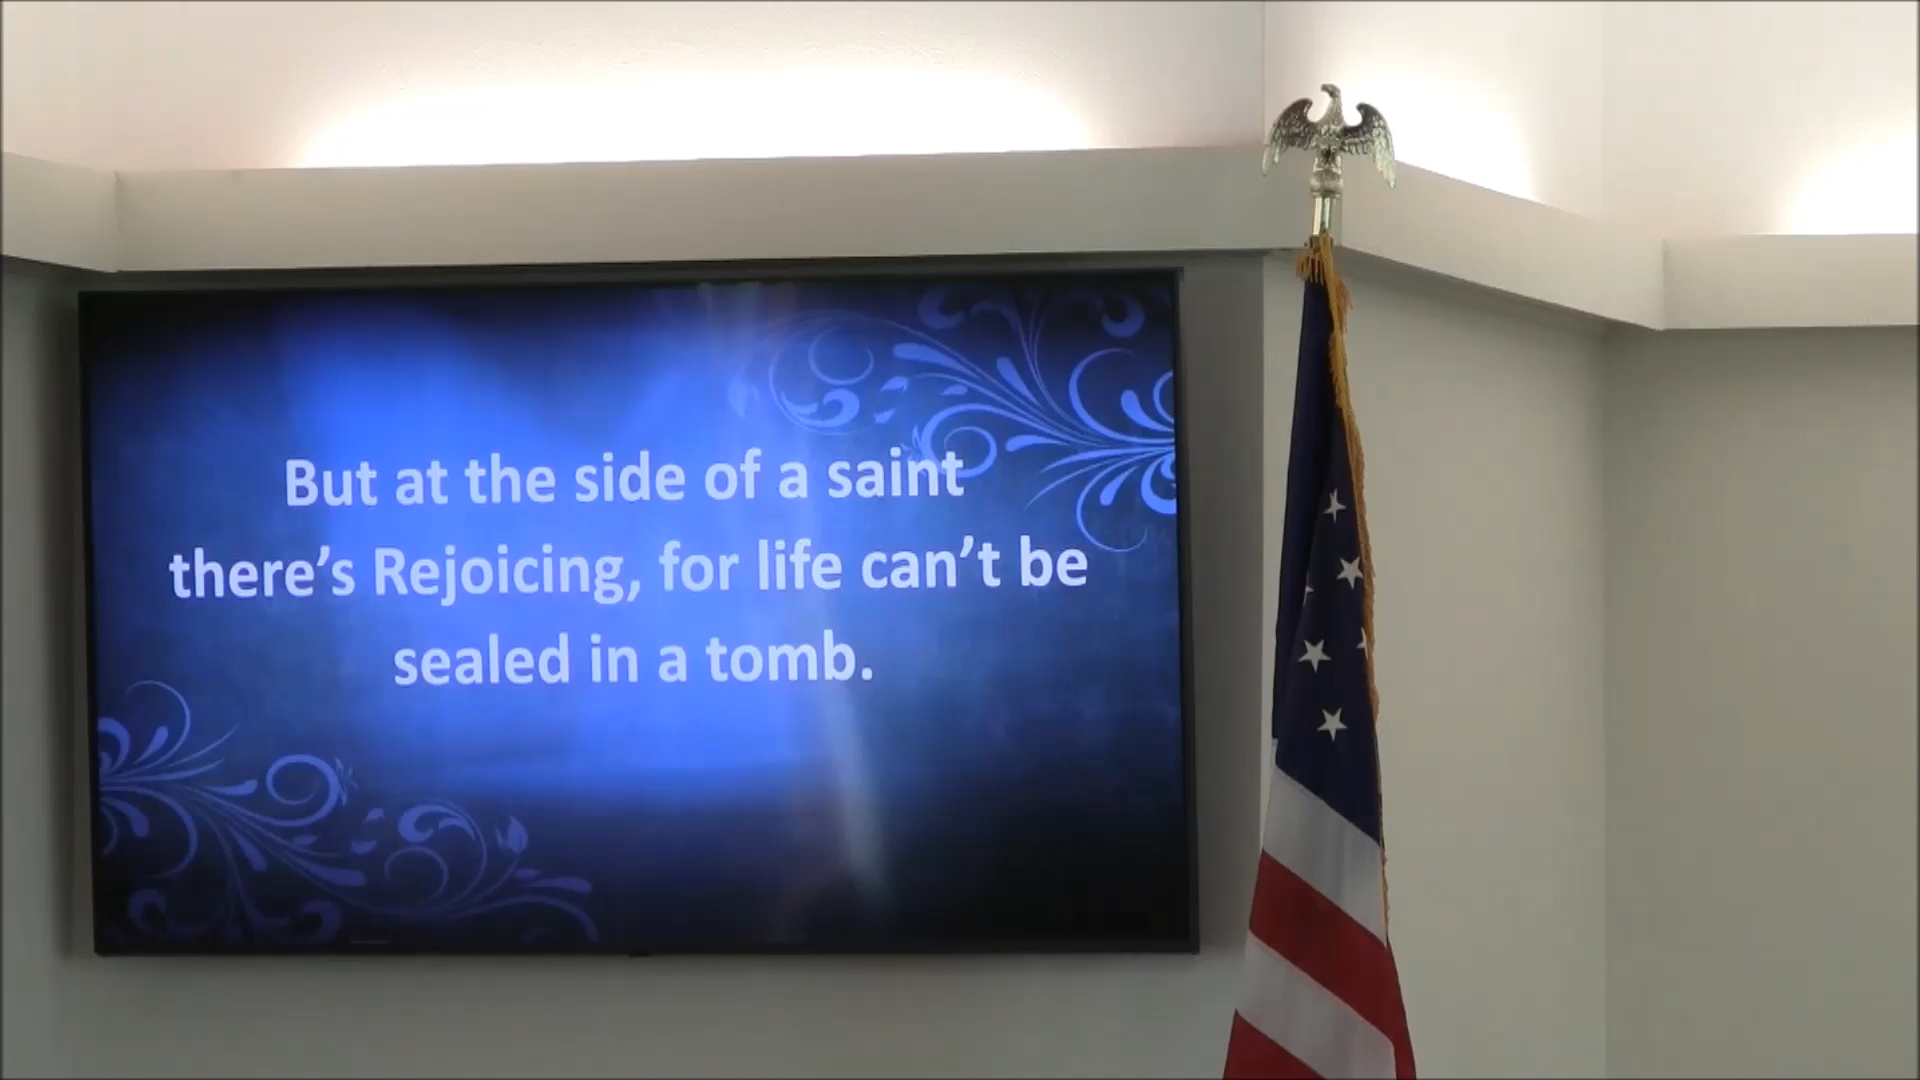 But at the side of a saint
there’s Rejoicing, for life can’t be
sealed in a tomb.